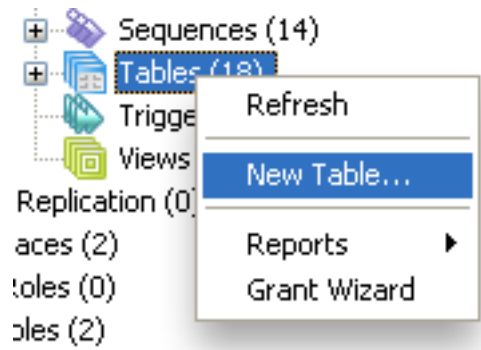 Sequences (14)
Tables (18)
Refresh
Trigge
New Table...
Views
Replication (0)
aces (2)
Reports
oles (0)
Grant Wizard
oles (2)